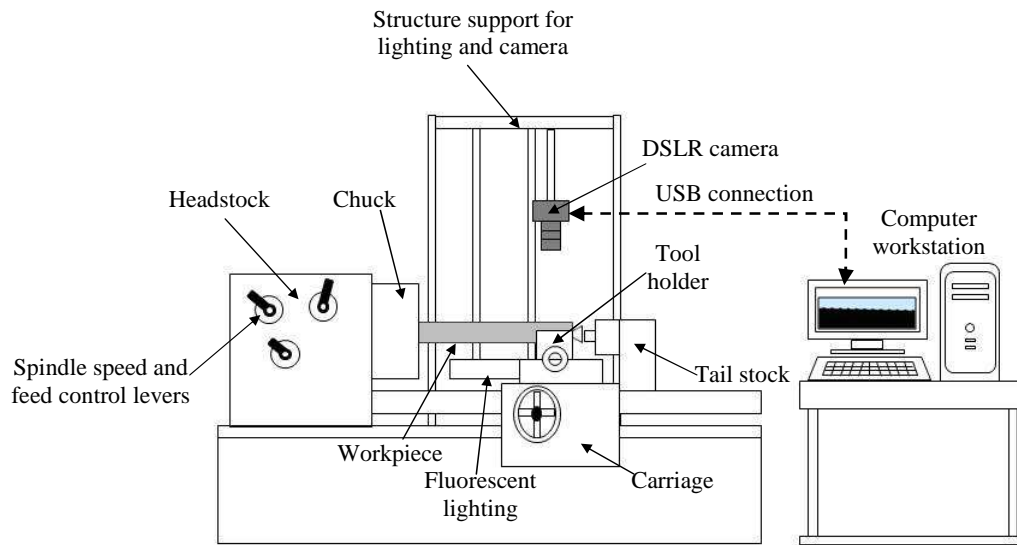 Structure support for
lighting and camera
DSLR camera
USB connection
Headstock
Chuck
Computer
workstation
Tool
holder
Spindle speed and
feed control levers
Tail stock
Workpiece
Fluorescent
lighting
Carriage